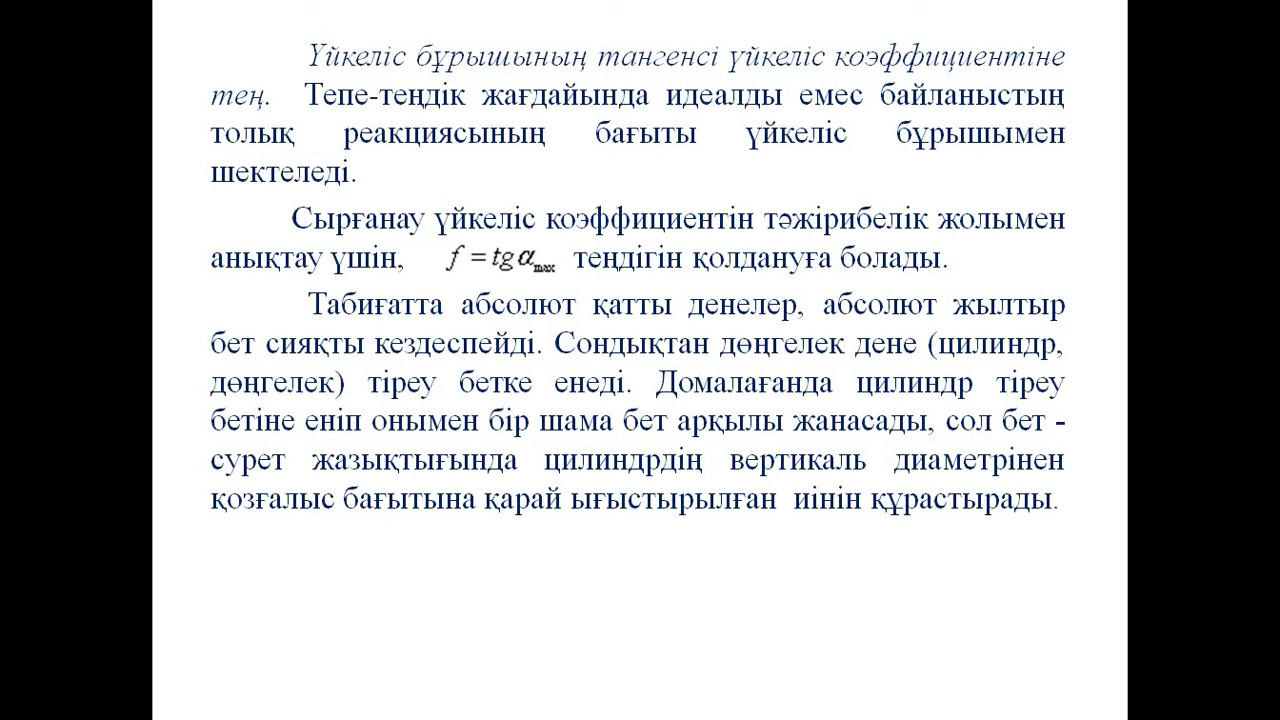 Үйкеліс бұрышының тангенсі үйкеліс коэффициентіне
тең. Тепе-теңдік жағдайында идеалды емес байланыстың
толық реакциясының бағыты үйкеліс бұрышымен
шектеледі.
Сырғанау үйкеліс коэффициентін тәжірибелік жолымен
анықтау үшін, f = tg α max теңдігін қолдануға болады.
Табиғатта абсолют қатты денелер, абсолют жылтыр
бет сияқты кездеспейді. Сондықтан дөңгелек дене (цилиндр,
дөңгелек) тіреу бетке енеді. Домалағанда цилиндр тіреу
бетіне еніп онымен бір шама бет арқылы жанасады, сол бет -
сурет жазықтығында цилиндрдің вертикаль диаметрінен
қозғалыс бағытына қарай ығыстырылған иінін құрастырады.